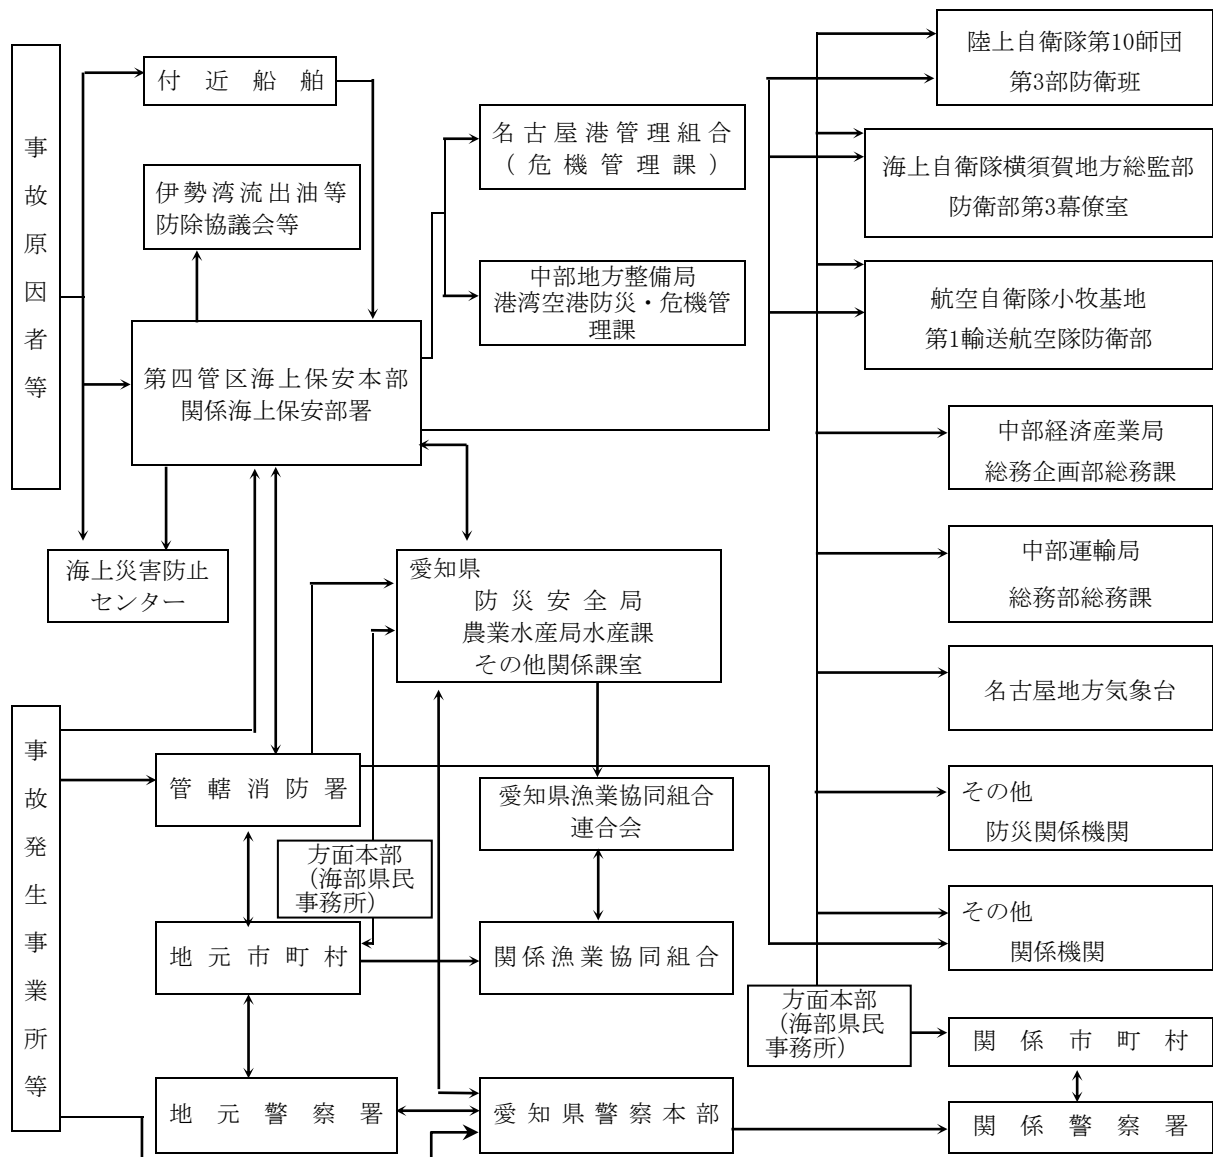 事故原因者等
付近船舶
伊勢湾流出油等
防除協議会等
第四管区海上保安本部
関係海上保安部署
海上災害防止
センター
名古屋港管理組合
（危機管理課）
中部地方整備局
港湾空港防災・危機管
理課
愛知県
防災安全局
農業水産局水産課
その他関係課室
事故発生事業所等
管轄消防署
方面本部
（海部県民
事務所）
地元市町村
地元警察署
愛知県漁業協同組合
連合会
関係漁業協同組合
愛知県警察本部
陸上自衛隊第10師団
第3部防衛班
海上自衛隊横須賀地方総監部
防衛部第3幕僚室
航空自衛隊小牧基地
第1輸送航空隊防衛部
中部経済産業局
総務企画部総務課
中部運輸局
総務部総務課
名古屋地方気象台
その他
防災関係機関
その他
関係機関
方面本部
（海部県民
事務所）
関係市町村
関係警察署